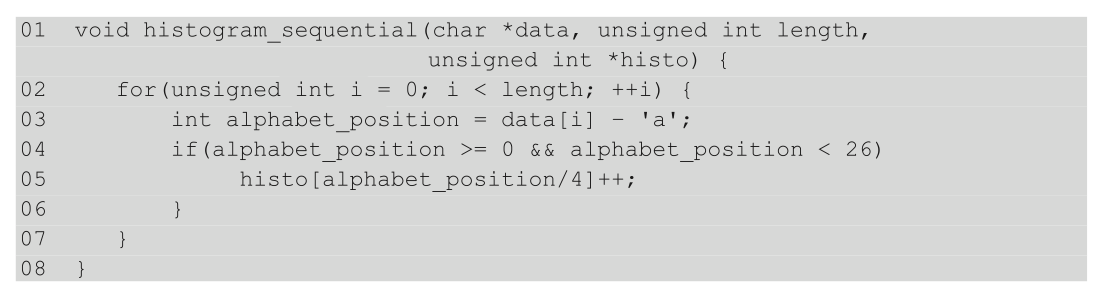 01 void histogram_sequential(char *data, unsigned int length,
unsigned int *histo) {
02 for(unsigned int i = 0; i < length; ++i) {
03 int alphabet_position = data[i] - 'a';
04 if(alphabet_position >= 0 && alphabet_position < 26)
05 histo[alphabet_position/4]++;
06 }
07 }
08 }